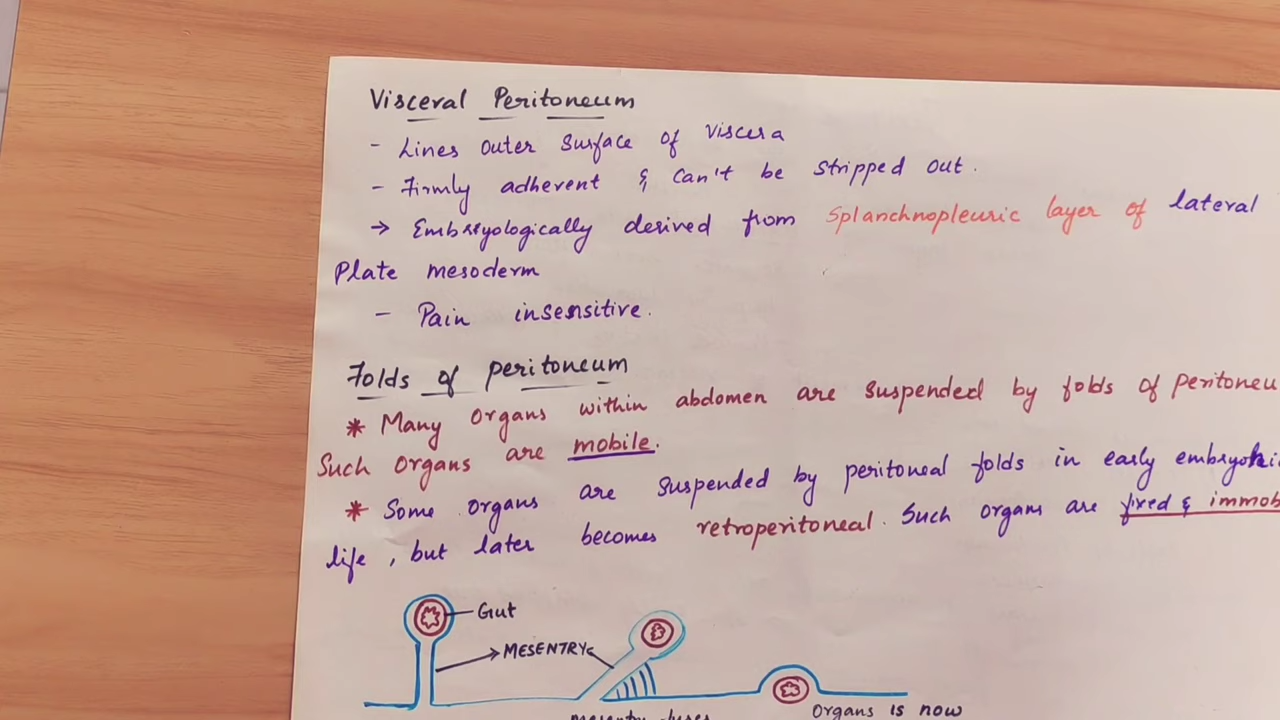 Visceral Peritoneum
- Lines outer surface of viscera
- Firmly adherent & can't be stripped out.
→ Embryologically derived from Splanchnopleuric layer of lateral
Plate mesoderm
- Pain insensitive.
Folds of peritoneum
* Many organs within abdomen are suspended by folds of peritoneu
Such organs are mobile.
* Some organs are suspended by peritoneal folds in early embryonic
life, but later becomes retroperitoneal. Such organs are fixed & immob
Gut
MESENTRY
Organs is now